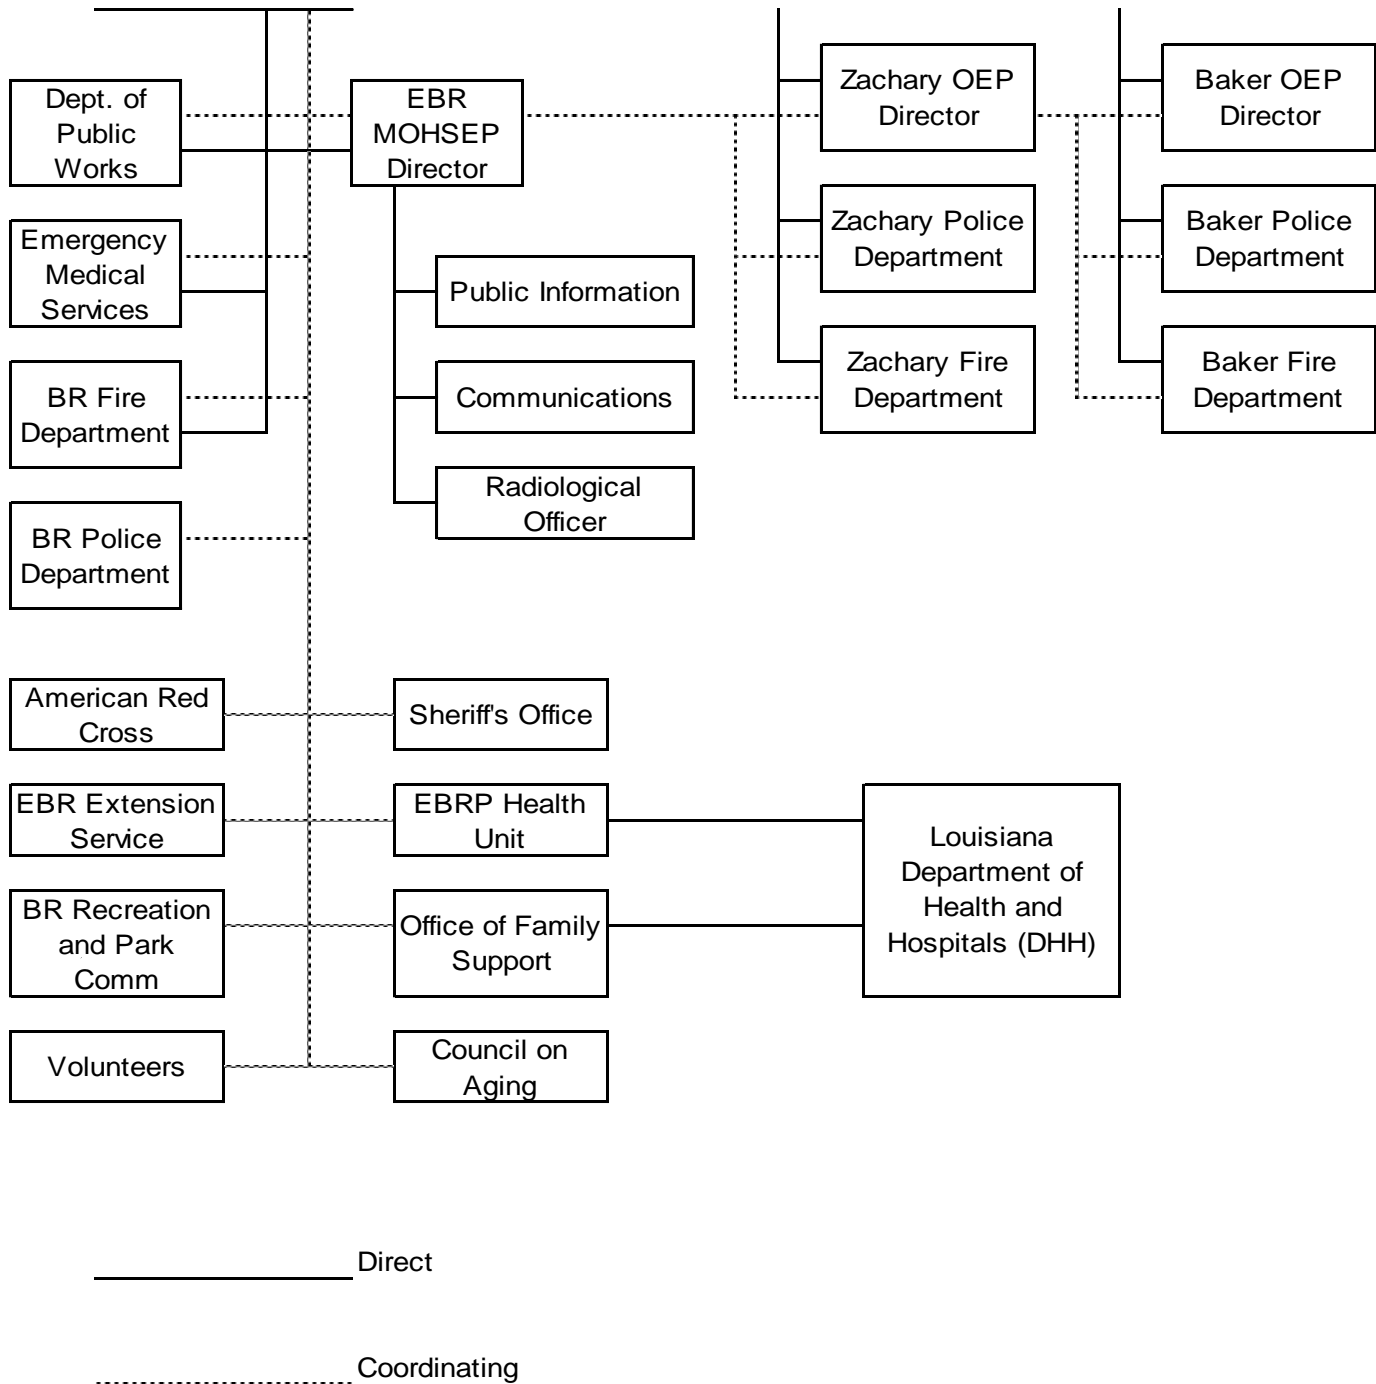 Dept. of
Public
Works
EBR
MOHSEP
Director
Zachary OEP
Director
Baker OEP
Director
Emergency
Medical
Services
Public Information
Zachary Police
Department
Baker Police
Department
BR Fire
Department
Communications
Zachary Fire
Department
Baker Fire
Department
Radiological
Officer
BR Police
Department
American Red
Cross
Sheriff's Office
EBR Extension
Service
EBRP Health
Unit
Louisiana
Department of
Health and
Hospitals (DHH)
BR Recreation
and Park
Comm
Office of Family
Support
Volunteers
Council on
Aging
Direct
Coordinating